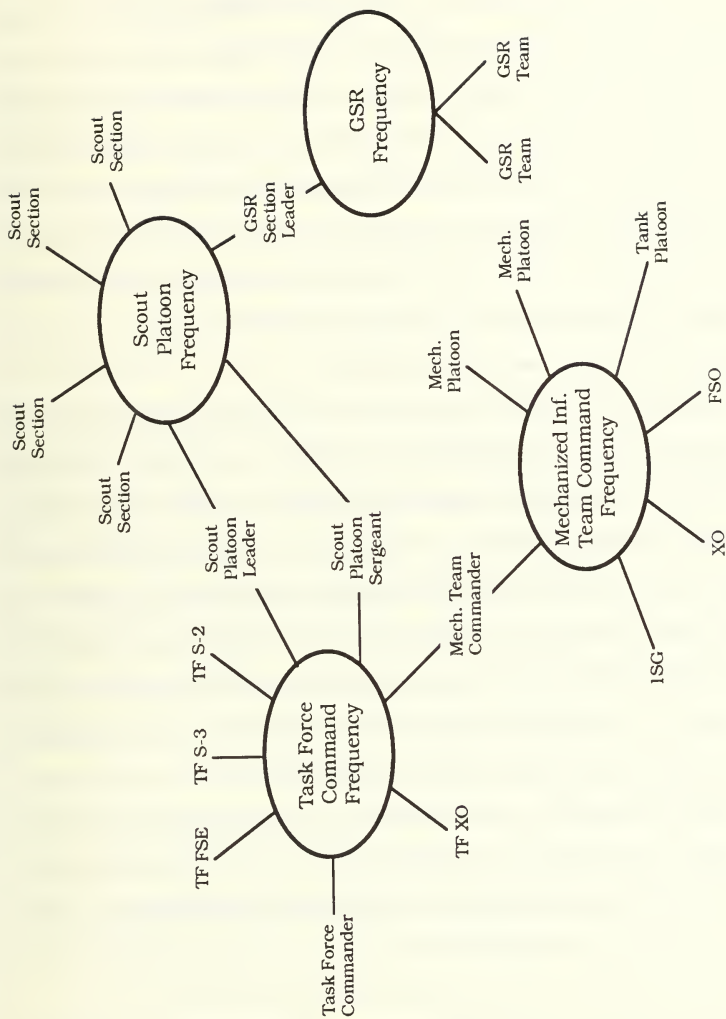 Task Force
Commander
TF FSE
TF S-3
TF S-2
Task Force
Command
Frequency
TF XO
Scout
Platoon
Leader
Scout
Platoon
Sergeant
Mech. Team
Commander
Scout
Section
Scout
Section
Scout
Section
Scout
Section
Scout
Platoon
Frequency
GSR
Section
Leader
GSR
Frequency
GSR
Team
GSR
Team
Mech.
Platoon
Mech.
Platoon
Tank
Platoon
Mechanized Inf.
Team Command
Frequency
1SG
XO
FSO